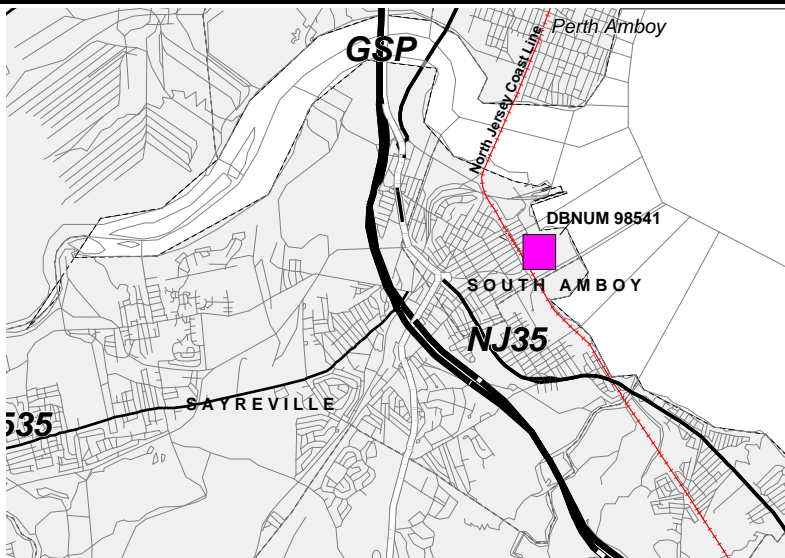 Perth Amboy
GSP
North Jersey Coast Line
DBNUM 98541
SOUTH AMBOY
NJ35
SAYREVILLE
535